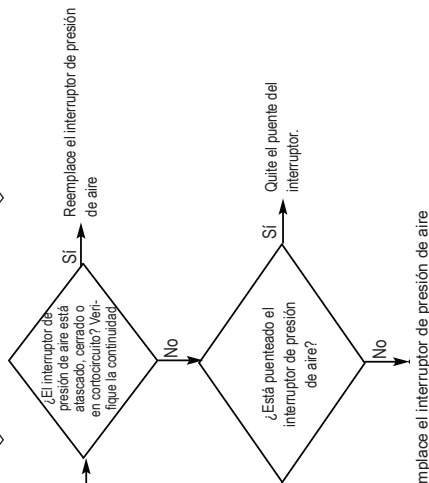 ¿El interruptor de
presión de aire está
atascado, cerrado o
en cortocircuito? Veri-
fique la continuidad
Sí
Reemplace el interruptor de presión
de aire
No
¿Está puenteado el
interruptor de presión
de aire?
Sí
Quite el puente del
interruptor.
No
mplace el interruptor de presión de aire